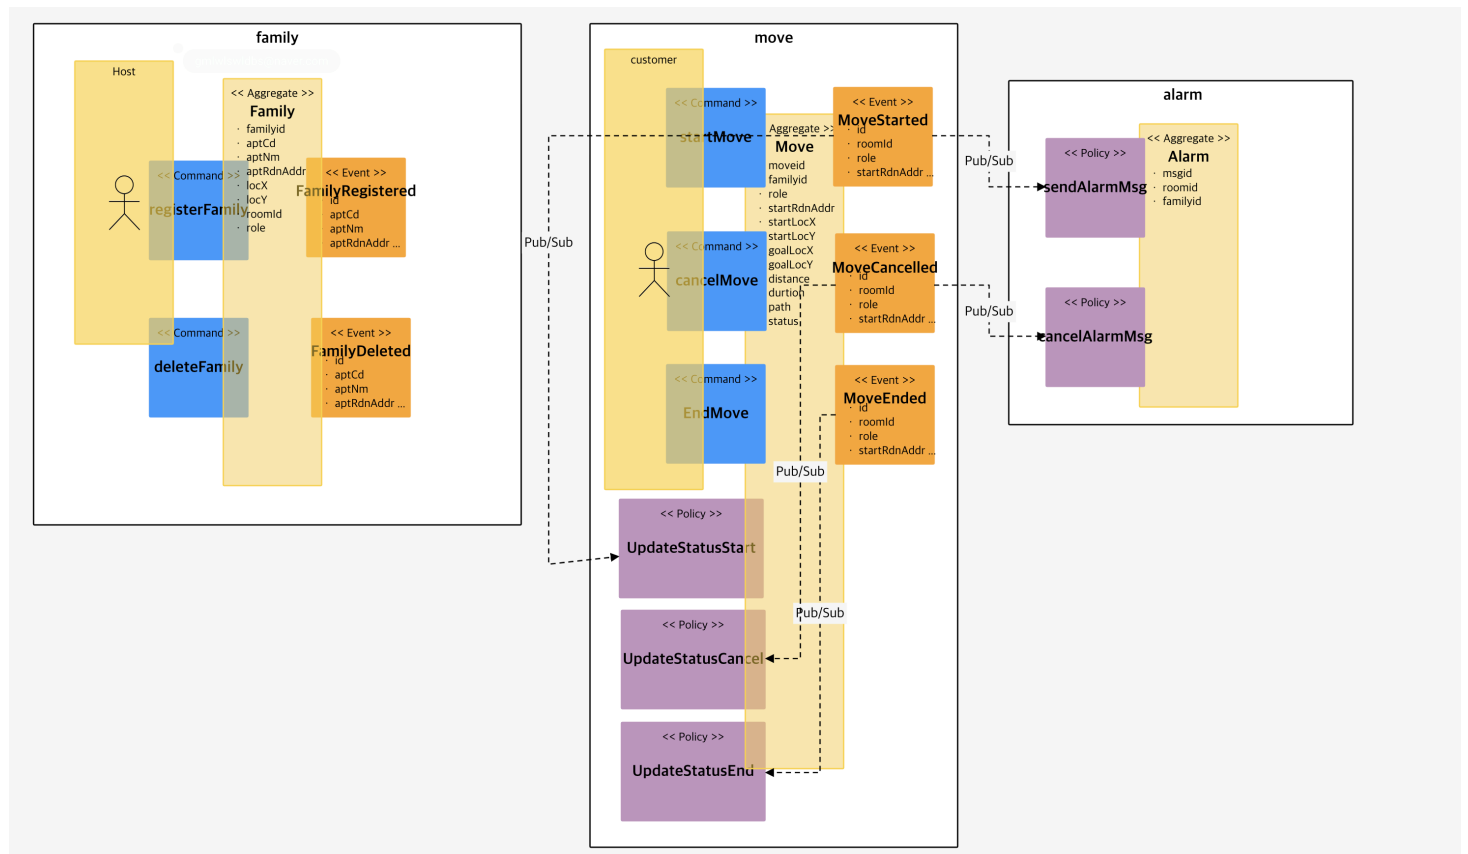 family
Host
<< Aggregate >>
Family
· familyid
· aptCd
· aptNm
· aptRdnAddr
· locX
· locY
roomId
· role
<< Command >>
registerFamily
<< Event >>
FamilyRegistered
id
aptCd
aptNm
aptRdnAddr ...
<< Command >>
deleteFamily
<< Event >>
FamilyDeleted
· id
· aptCd
· aptNm
· aptRdnAddr ...
move
customer
<< Command >>
startMove
Aggregate >>
Move
moveid
familyid
· role
startRdnAddr
· startLocX
startLocY
goalLocX
goalLocY
distance
durtion
path
status
<< Event >>
MoveStarted
· id
· roomId
· role
· startRdnAddr ...
<< Command >>
cancelMove
<< Event >>
MoveCancelled
· id
· roomId
· role
· startRdnAddr ...
<< Command >>
EndMove
<< Event >>
MoveEnded
· id
· roomId
· role
· startRdnAddr ...
<< Policy >>
UpdateStatusStart
<< Policy >>
UpdateStatusCancel
<< Policy >>
UpdateStatusEnd
Pub/Sub
Pub/Sub
Pub/Sub
Pub/Sub
Pub/Sub
alarm
<< Policy >>
sendAlarmMsg
<< Aggregate >>
Alarm
· msgid
· roomid
· familyid
<< Policy >>
cancelAlarmMsg